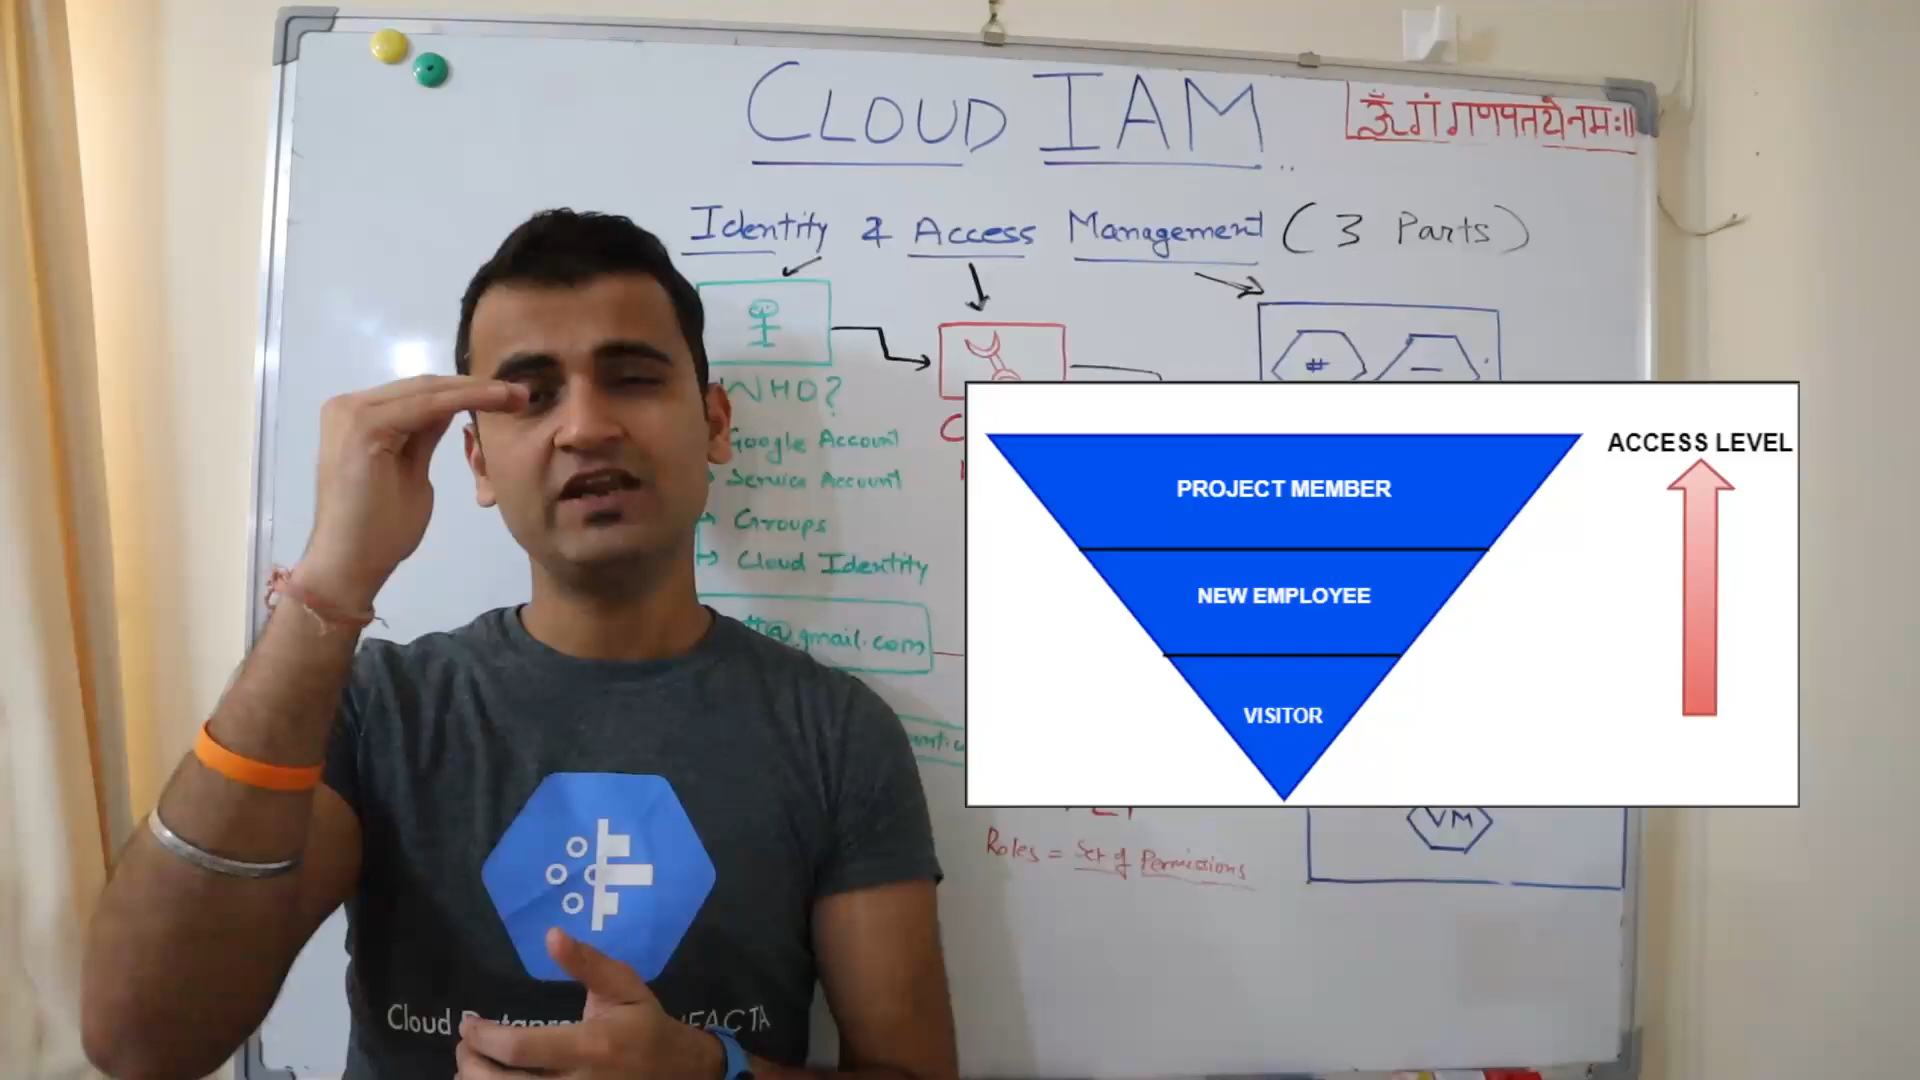 CLOUD IAM ..
ॐ गं गणपतये नमः॥
Identity & Access Management (3 Parts)
#
WHO?
C
Google Account
Service Account
Groups
Cloud Identity
@gmail.com
ACCESS LEVEL
PROJECT MEMBER
NEW EMPLOYEE
VISITOR
VM
Roles = Set of Permissions
Cloud